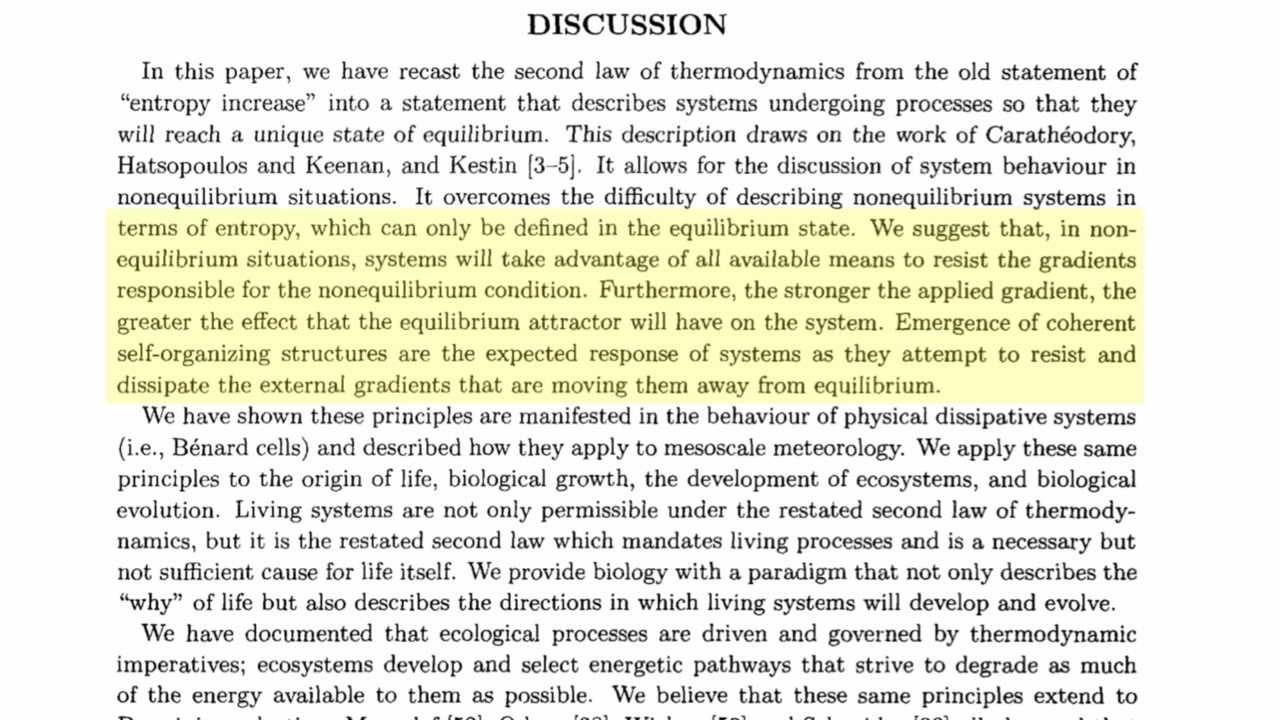 DISCUSSION
In this paper, we have recast the second law of thermodynamics from the old statement of
“entropy increase” into a statement that describes systems undergoing processes so that they
will reach a unique state of equilibrium. This description draws on the work of Carathéodory,
Hatsopoulos and Keenan, and Kestin [3–5]. It allows for the discussion of system behaviour in
nonequilibrium situations. It overcomes the difficulty of describing nonequilibrium systems in
terms of entropy, which can only be defined in the equilibrium state. We suggest that, in non-
equilibrium situations, systems will take advantage of all available means to resist the gradients
responsible for the nonequilibrium condition. Furthermore, the stronger the applied gradient, the
greater the effect that the equilibrium attractor will have on the system. Emergence of coherent
self-organizing structures are the expected response of systems as they attempt to resist and
dissipate the external gradients that are moving them away from equilibrium.
We have shown these principles are manifested in the behaviour of physical dissipative systems
(i.e., Bénard cells) and described how they apply to mesoscale meteorology. We apply these same
principles to the origin of life, biological growth, the development of ecosystems, and biological
evolution. Living systems are not only permissible under the restated second law of thermody-
namics, but it is the restated second law which mandates living processes and is a necessary but
not sufficient cause for life itself. We provide biology with a paradigm that not only describes the
“why” of life but also describes the directions in which living systems will develop and evolve.
We have documented that ecological processes are driven and governed by thermodynamic
imperatives; ecosystems develop and select energetic pathways that strive to degrade as much
of the energy available to them as possible. We believe that these same principles extend to